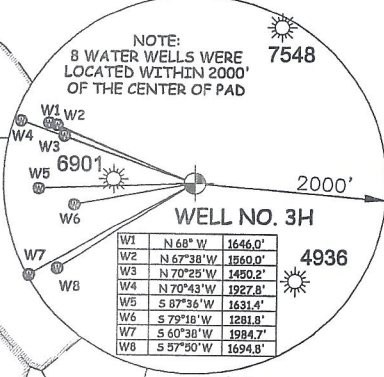 NOTE:
8 WATER WELLS WERE
LOCATED WITHIN 2000'
OF THE CENTER OF PAD
7548
W1 W2
W4
W3
6901
W5
W6
2000'
WELL NO. 3H
W7
W8
4936
W1 N 68° W 1646.0'
W2 N 67°38'W 1560.0'
W3 N 70°25'W 1450.2'
W4 N 70°43'W 1927.8'
W5 S 87°36'W 1631.4'
W6 S 79°18'W 1281.8'
W7 S 60°38'W 1984.7'
W8 S 57°50'W 1694.8'